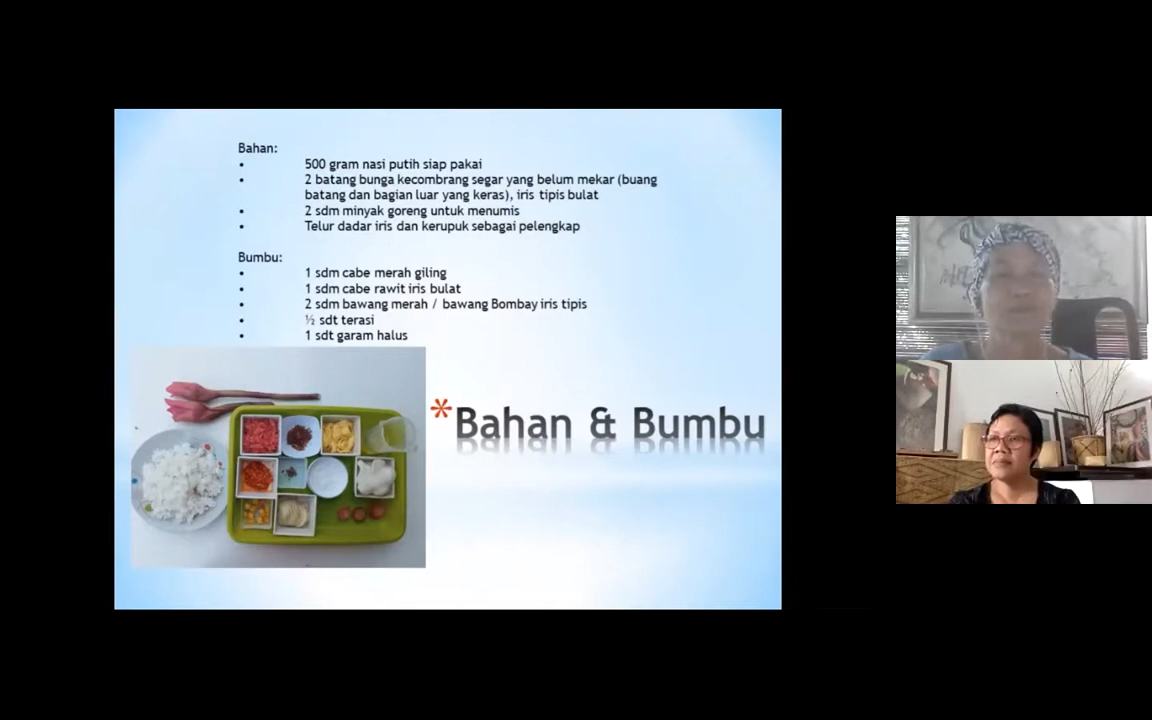 Bahan:
• 500 gram nasi putih siap pakai
• 2 batang bunga kecombrang segar yang belum mekar (buang
batang dan bagian luar yang keras), iris tipis bulat
• 2 sdm minyak goreng untuk menumis
• Telur dadar iris dan kerupuk sebagai pelengkap
Bumbu:
• 1 sdm cabe merah giling
• 1 sdm cabe rawit iris bulat
• 2 sdm bawang merah / bawang Bombay iris tipis
• ½ sdt terasi
• 1 sdt garam halus
*Bahan & Bumbu